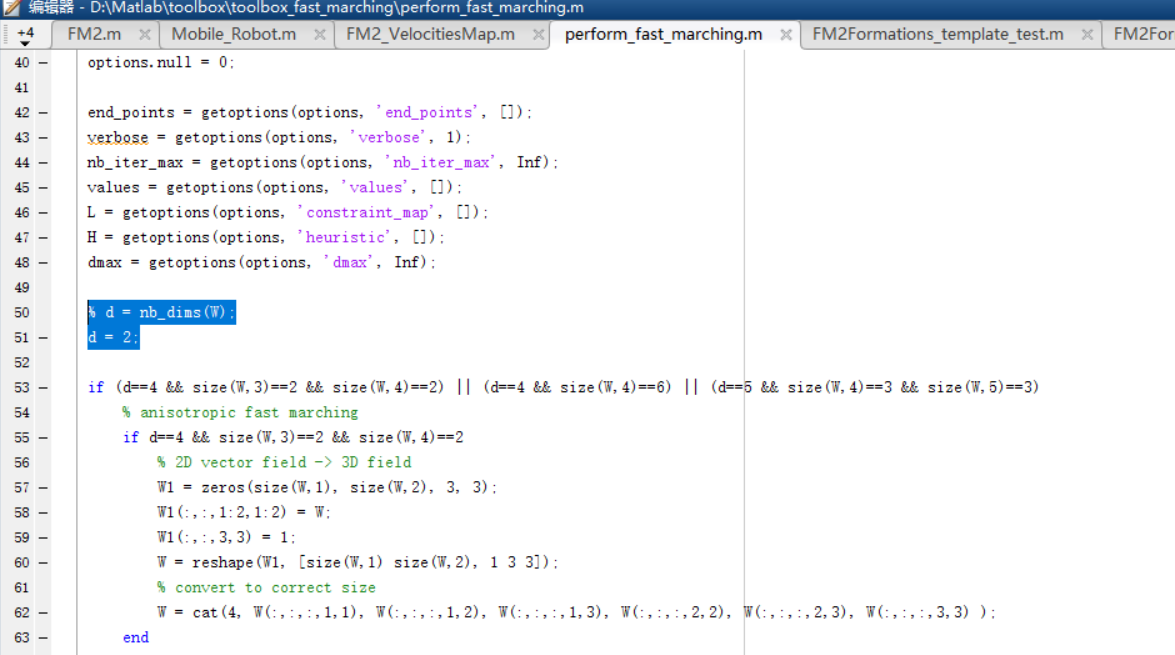 编辑器 - D:\Matlab\toolbox\toolbox_fast_marching\perform_fast_marching.m
+4 FM2.m × Mobile_Robot.m × FM2_VelocitiesMap.m × perform_fast_marching.m × FM2Formations_template_test.m × FM2For
40 – options.null = 0;
41
42 – end_points = getoptions(options, 'end_points', []);
43 – verbose = getoptions(options, 'verbose', 1);
44 – nb_iter_max = getoptions(options, 'nb_iter_max', Inf);
45 – values = getoptions(options, 'values', []);
46 – L = getoptions(options, 'constraint_map', []);
47 – H = getoptions(options, 'heuristic', []);
48 – dmax = getoptions(options, 'dmax', Inf);
49
50 % d = nb_dims(W);
51 – d = 2;
52
53 – if (d==4 && size(W,3)==2 && size(W,4)==2) || (d==4 && size(W,4)==6) || (d==5 && size(W,4)==3 && size(W,5)==3)
54 % anisotropic fast marching
55 – if d==4 && size(W,3)==2 && size(W,4)==2
56 % 2D vector field -> 3D field
57 – W1 = zeros(size(W,1), size(W,2), 3, 3);
58 – W1(:,:,1:2,1:2) = W;
59 – W1(:,:,3,3) = 1;
60 – W = reshape(W1, [size(W,1) size(W,2), 1 3 3]);
61 % convert to correct size
62 – W = cat(4, W(:,:,:,1,1), W(:,:,:,1,2), W(:,:,:,1,3), W(:,:,:,2,2), W(:,:,:,2,3), W(:,:,:,3,3) );
63 – end